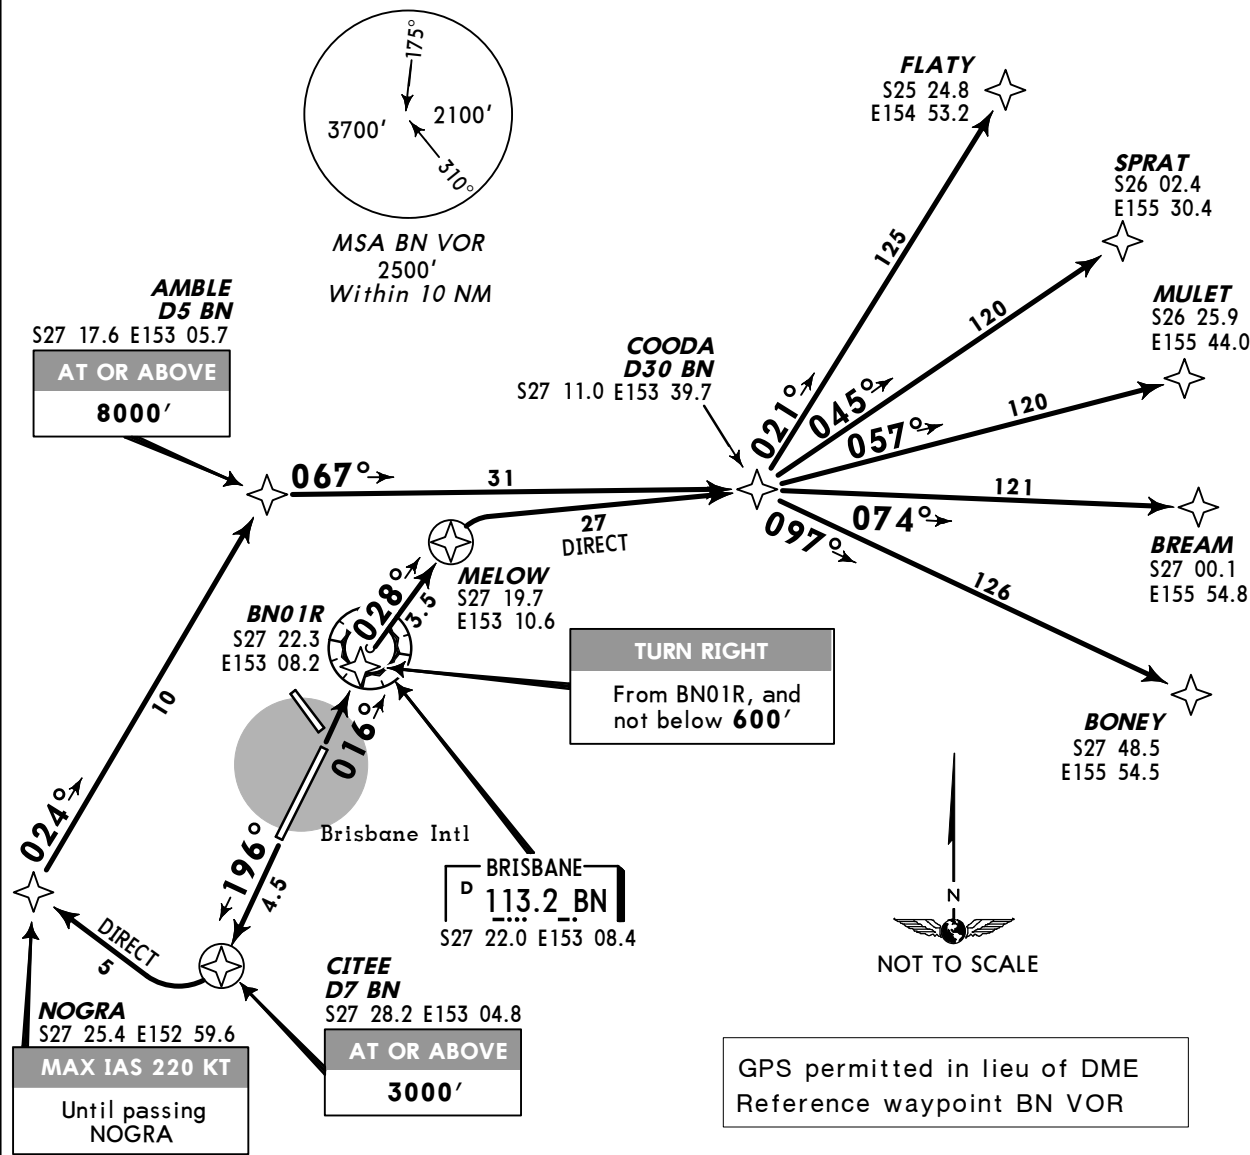 175°
3700'
2100'
310°
MSA BN VOR
2500'
Within 10 NM
FLATY
S25 24.8
E154 53.2
SPRAT
S26 02.4
E155 30.4
MULET
S26 25.9
E155 44.0
AMBLE
D5 BN
S27 17.6 E153 05.7
AT OR ABOVE
8000'
COODA
D30 BN
S27 11.0 E153 39.7
125
120
120
021°
045°
057°
067°
31
121
074°
097°
27
DIRECT
126
BREAM
S27 00.1
E155 54.8
MELOW
S27 19.7
E153 10.6
028°
3.5
BN01R
S27 22.3
E153 08.2
TURN RIGHT
From BN01R, and
not below 600'
BONEY
S27 48.5
E155 54.5
10
016°
024°
Brisbane Intl
196°
4.5
BRISBANE
D 113.2 BN
S27 22.0 E153 08.4
N
NOT TO SCALE
DIRECT
5
NOGRA
S27 25.4 E152 59.6
MAX IAS 220 KT
Until passing
NOGRA
CITEE
D7 BN
S27 28.2 E153 04.8
AT OR ABOVE
3000'
GPS permitted in lieu of DME
Reference waypoint BN VOR